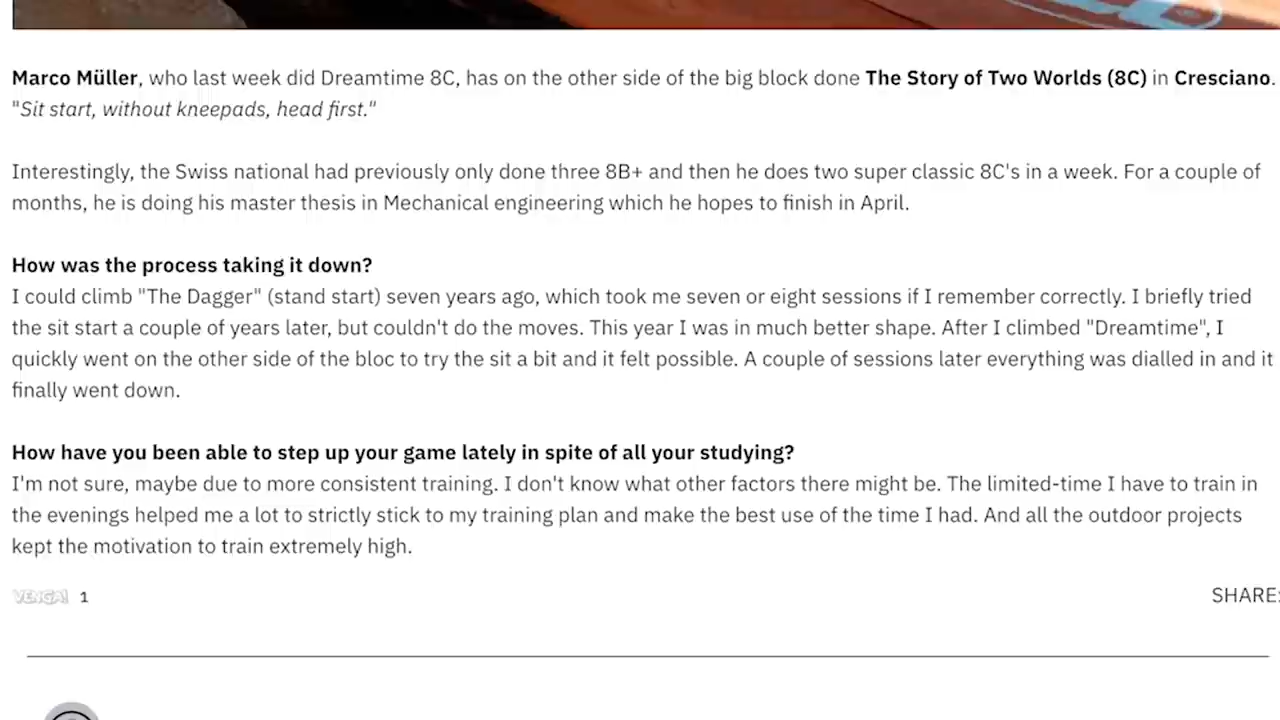 Marco Müller, who last week did Dreamtime 8C, has on the other side of the big block done The Story of Two Worlds (8C) in Cresciano.
"Sit start, without kneepads, head first."
Interestingly, the Swiss national had previously only done three 8B+ and then he does two super classic 8C's in a week. For a couple of
months, he is doing his master thesis in Mechanical engineering which he hopes to finish in April.
How was the process taking it down?
I could climb "The Dagger" (stand start) seven years ago, which took me seven or eight sessions if I remember correctly. I briefly tried
the sit start a couple of years later, but couldn't do the moves. This year I was in much better shape. After I climbed "Dreamtime", I
quickly went on the other side of the bloc to try the sit a bit and it felt possible. A couple of sessions later everything was dialled in and it
finally went down.
How have you been able to step up your game lately in spite of all your studying?
I'm not sure, maybe due to more consistent training. I don't know what other factors there might be. The limited-time I have to train in
the evenings helped me a lot to strictly stick to my training plan and make the best use of the time I had. And all the outdoor projects
kept the motivation to train extremely high.
VENGA! 1
SHARE: